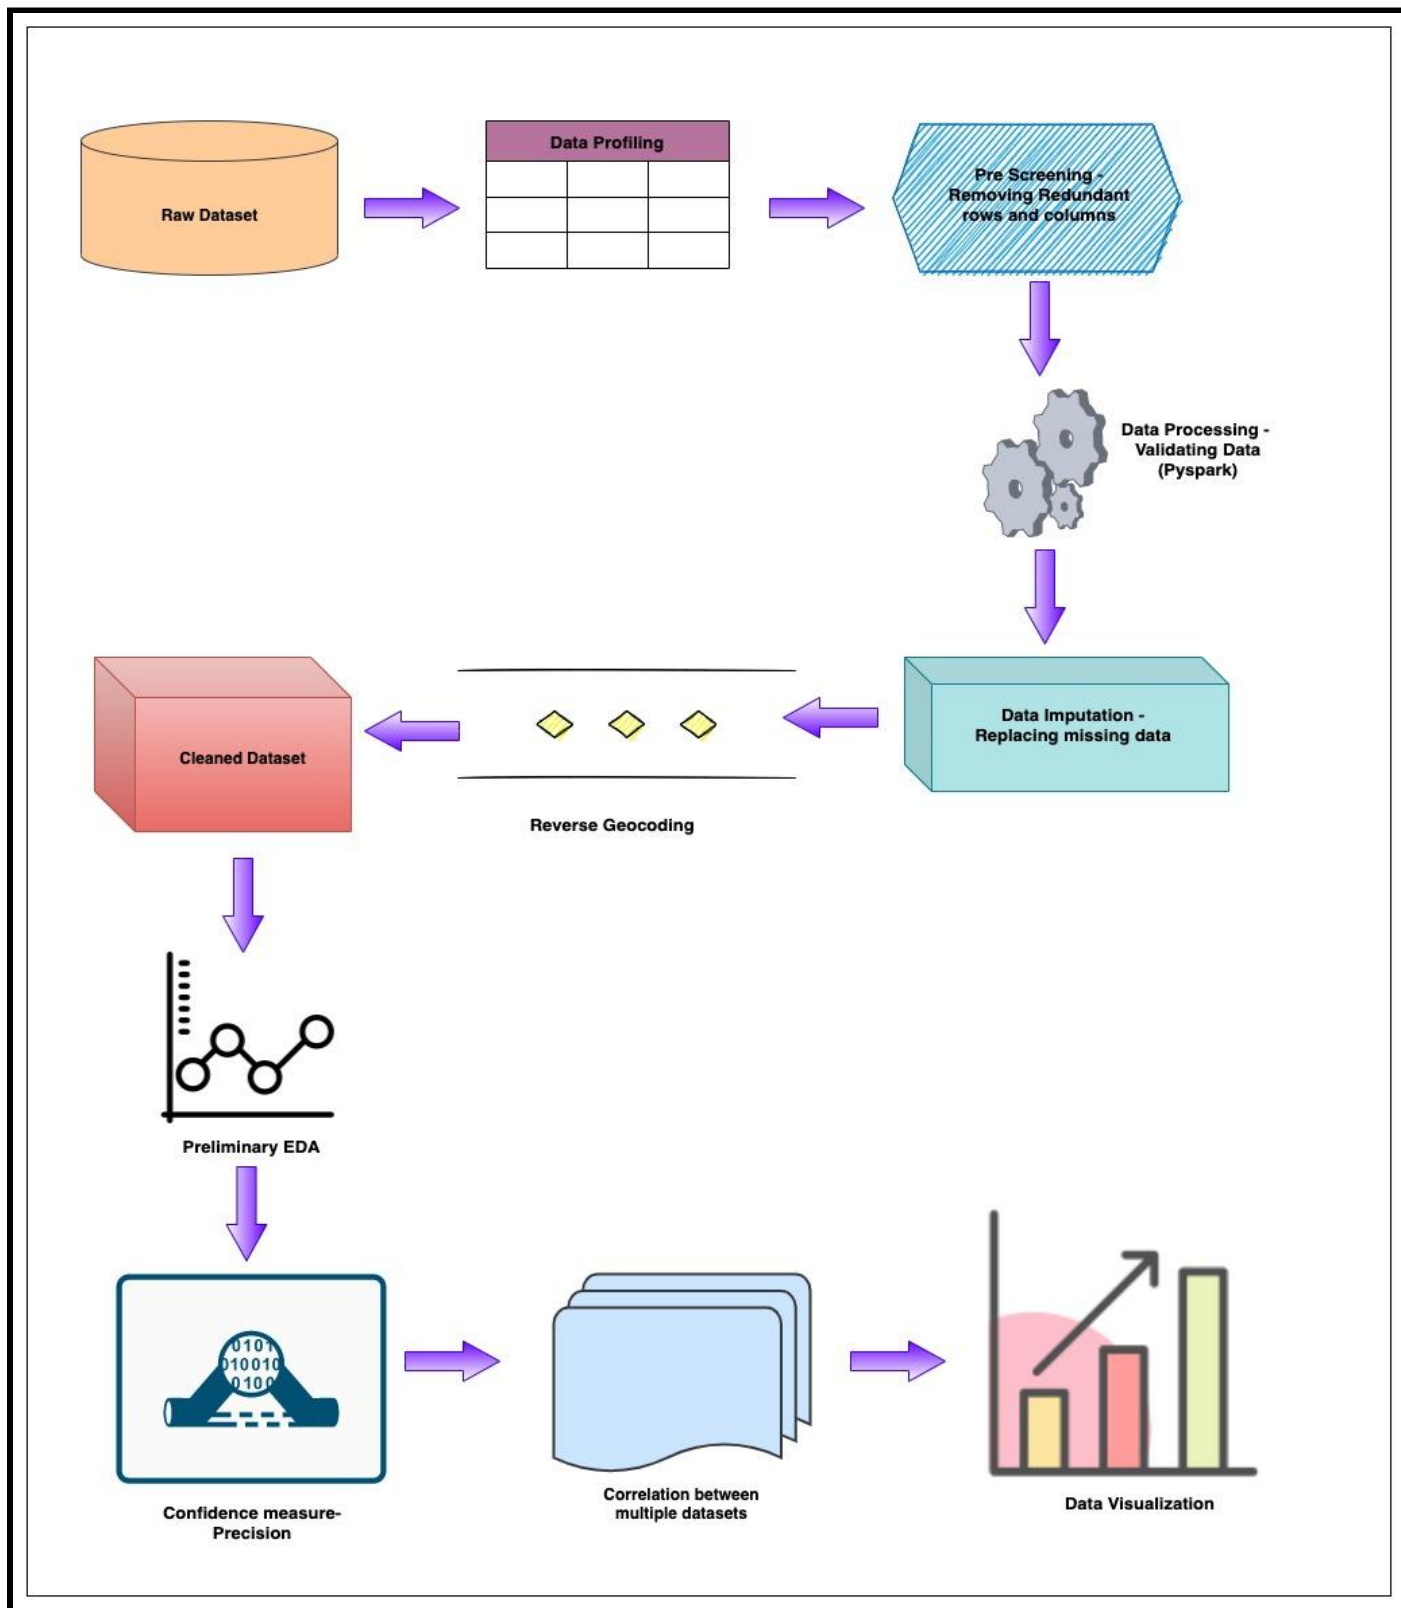 Raw Dataset
Data Profiling
Pre Screening -
Removing Redundant
rows and columns
Data Processing -
Validating Data
(Pyspark)
Data Imputation -
Replacing missing data
Reverse Geocoding
Cleaned Dataset
Preliminary EDA
0101
010010
0100
Confidence measure-
Precision
Correlation between
multiple datasets
Data Visualization